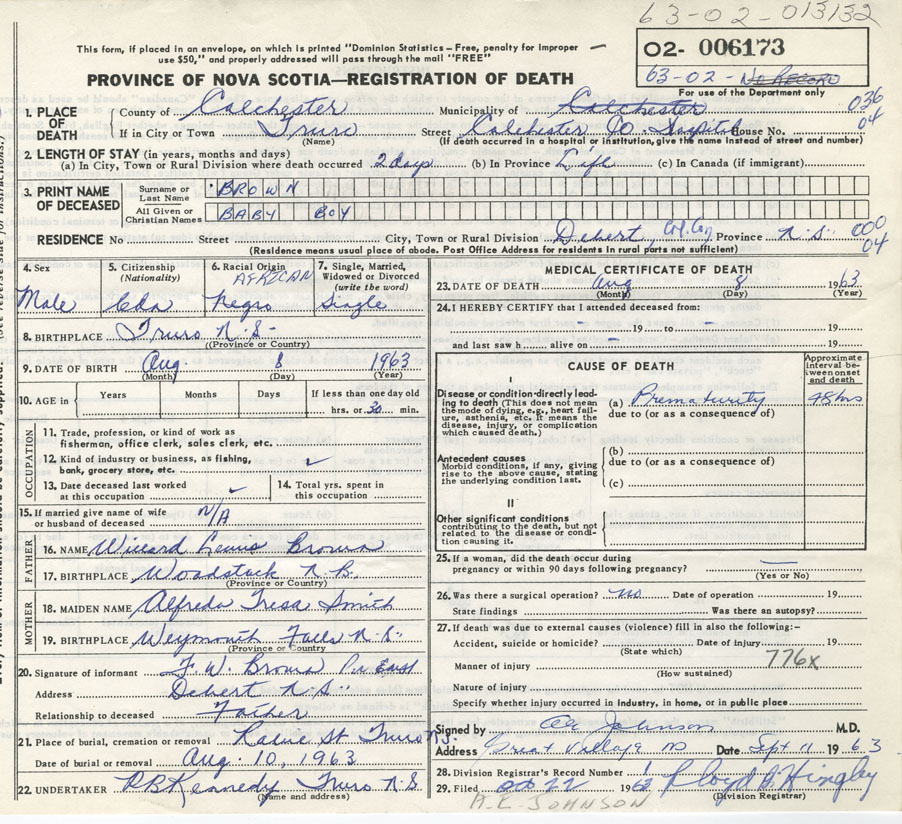 63-02-013132
This form, if placed in an envelope, on which is printed "Dominion Statistics – Free, penalty for improper
use $50," and properly addressed will pass through the mail "FREE"
02- 006173
63-02- No RECORD
For use of the Department only
PROVINCE OF NOVA SCOTIA—REGISTRATION OF DEATH
1. PLACE OF DEATH County of Colchester Municipality of Colchester 036
If in City or Town Truro Street Colchester Co. Hospital House No. 04
(Name) (If death occurred in a hospital or institution, give the name instead of street and number)
2. LENGTH OF STAY (in years, months and days)
(a) In City, Town or Rural Division where death occurred 2 days (b) In Province Life (c) In Canada (if immigrant)
3. PRINT NAME OF DECEASED Surname or Last Name BROWN
All Given or Christian Names BABY BOY
RESIDENCE No Street City, Town or Rural Division Debert, Col. Co. Province N.S. 000
(Residence means usual place of abode. Post Office Address for residents in rural parts not sufficient) 04
4. Sex Male
5. Citizenship (Nationality) Cda
6. Racial Origin AFRICAN Negro
7. Single, Married, Widowed or Divorced (write the word) Single
8. BIRTHPLACE Truro N.S.
(Province or Country)
9. DATE OF BIRTH Aug. 8 1963
(Month) (Day) (Year)
10. AGE in Years Months Days If less than one day old
hrs. or 30 min.
OCCUPATION
11. Trade, profession, or kind of work as
fisherman, office clerk, sales clerk, etc.
12. Kind of industry or business, as fishing,
bank, grocery store, etc.
13. Date deceased last worked
at this occupation
14. Total yrs. spent in
this occupation
15. If married give name of wife
or husband of deceased N/A
FATHER
16. NAME Willard Brown
17. BIRTHPLACE Woodstock N.B.
(Province or Country)
MOTHER
18. MAIDEN NAME Alfreda Tresa Smith
19. BIRTHPLACE Weymouth Falls N.S.
(Province or Country)
20. Signature of informant F. W. Brown
Address Debert N.S.
Relationship to deceased Father
21. Place of burial, cremation or removal St Truro N.S.
Date of burial or removal Aug. 10, 1963
22. UNDERTAKER Kennedy Truro N.S.
(Name and address)
MEDICAL CERTIFICATE OF DEATH
23. DATE OF DEATH Aug 8 1963
(Month) (Day) (Year)
24. I HEREBY CERTIFY that I attended deceased from:
- 19 to - 19
and last saw h - alive on - 19
CAUSE OF DEATH
Approximate interval between onset and death
I
Disease or condition directly leading to death (This does not mean the mode of dying, e.g., heart failure, asthenia, etc. It means the disease, injury, or complication which caused death.)
(a) Prematurity 48 hrs
due to (or as a consequence of)
Antecedent causes
Morbid conditions, if any, giving rise to the above cause, stating the underlying condition last.
(b)
due to (or as a consequence of)
(c)
II
Other significant conditions
contributing to the death, but not related to the disease or condition causing it.
25. If a woman, did the death occur during
pregnancy or within 90 days following pregnancy? —
(Yes or No)
26. Was there a surgical operation? no Date of operation 19
State findings Was there an autopsy?
27. If death was due to external causes (violence) fill in also the following:–
Accident, suicide or homicide? Date of injury 19
(State which)
Manner of injury 776x
(How sustained)
Nature of injury
Specify whether injury occurred in industry, in home, or in public place
Signed by Johnson M.D.
Address Great Village NS Date Sept 11 1963
28. Division Registrar's Record Number
29. Filed Oct 22 1963 Floyd B Hingley
(Division Registrar)
A.E. JOHNSON